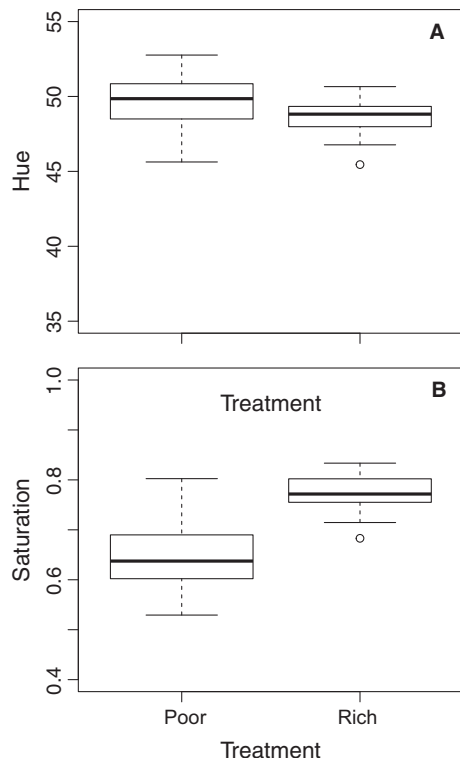 A
55
50
45
40
35
Hue
B
Treatment
1.0
0.8
0.6
0.4
Saturation
Poor Rich
Treatment